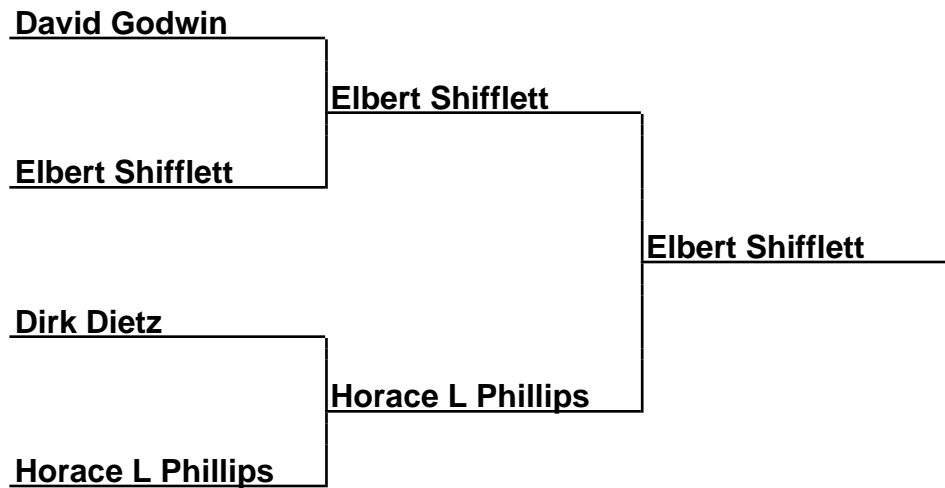 David Godwin
Elbert Shifflett
Elbert Shifflett
Elbert Shifflett
Dirk Dietz
Horace L Phillips
Horace L Phillips